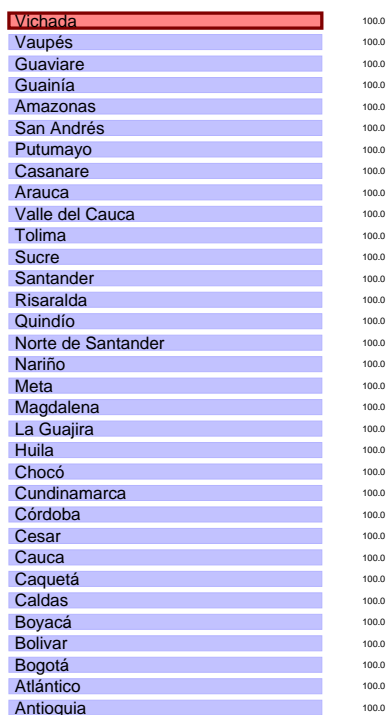 Vichada 100.0
Vaupés 100.0
Guaviare 100.0
Guainía 100.0
Amazonas 100.0
San Andrés 100.0
Putumayo 100.0
Casanare 100.0
Arauca 100.0
Valle del Cauca 100.0
Tolima 100.0
Sucre 100.0
Santander 100.0
Risaralda 100.0
Quindío 100.0
Norte de Santander 100.0
Nariño 100.0
Meta 100.0
Magdalena 100.0
La Guajira 100.0
Huila 100.0
Chocó 100.0
Cundinamarca 100.0
Córdoba 100.0
Cesar 100.0
Cauca 100.0
Caquetá 100.0
Caldas 100.0
Boyacá 100.0
Bolivar 100.0
Bogotá 100.0
Atlántico 100.0
Antioquia 100.0